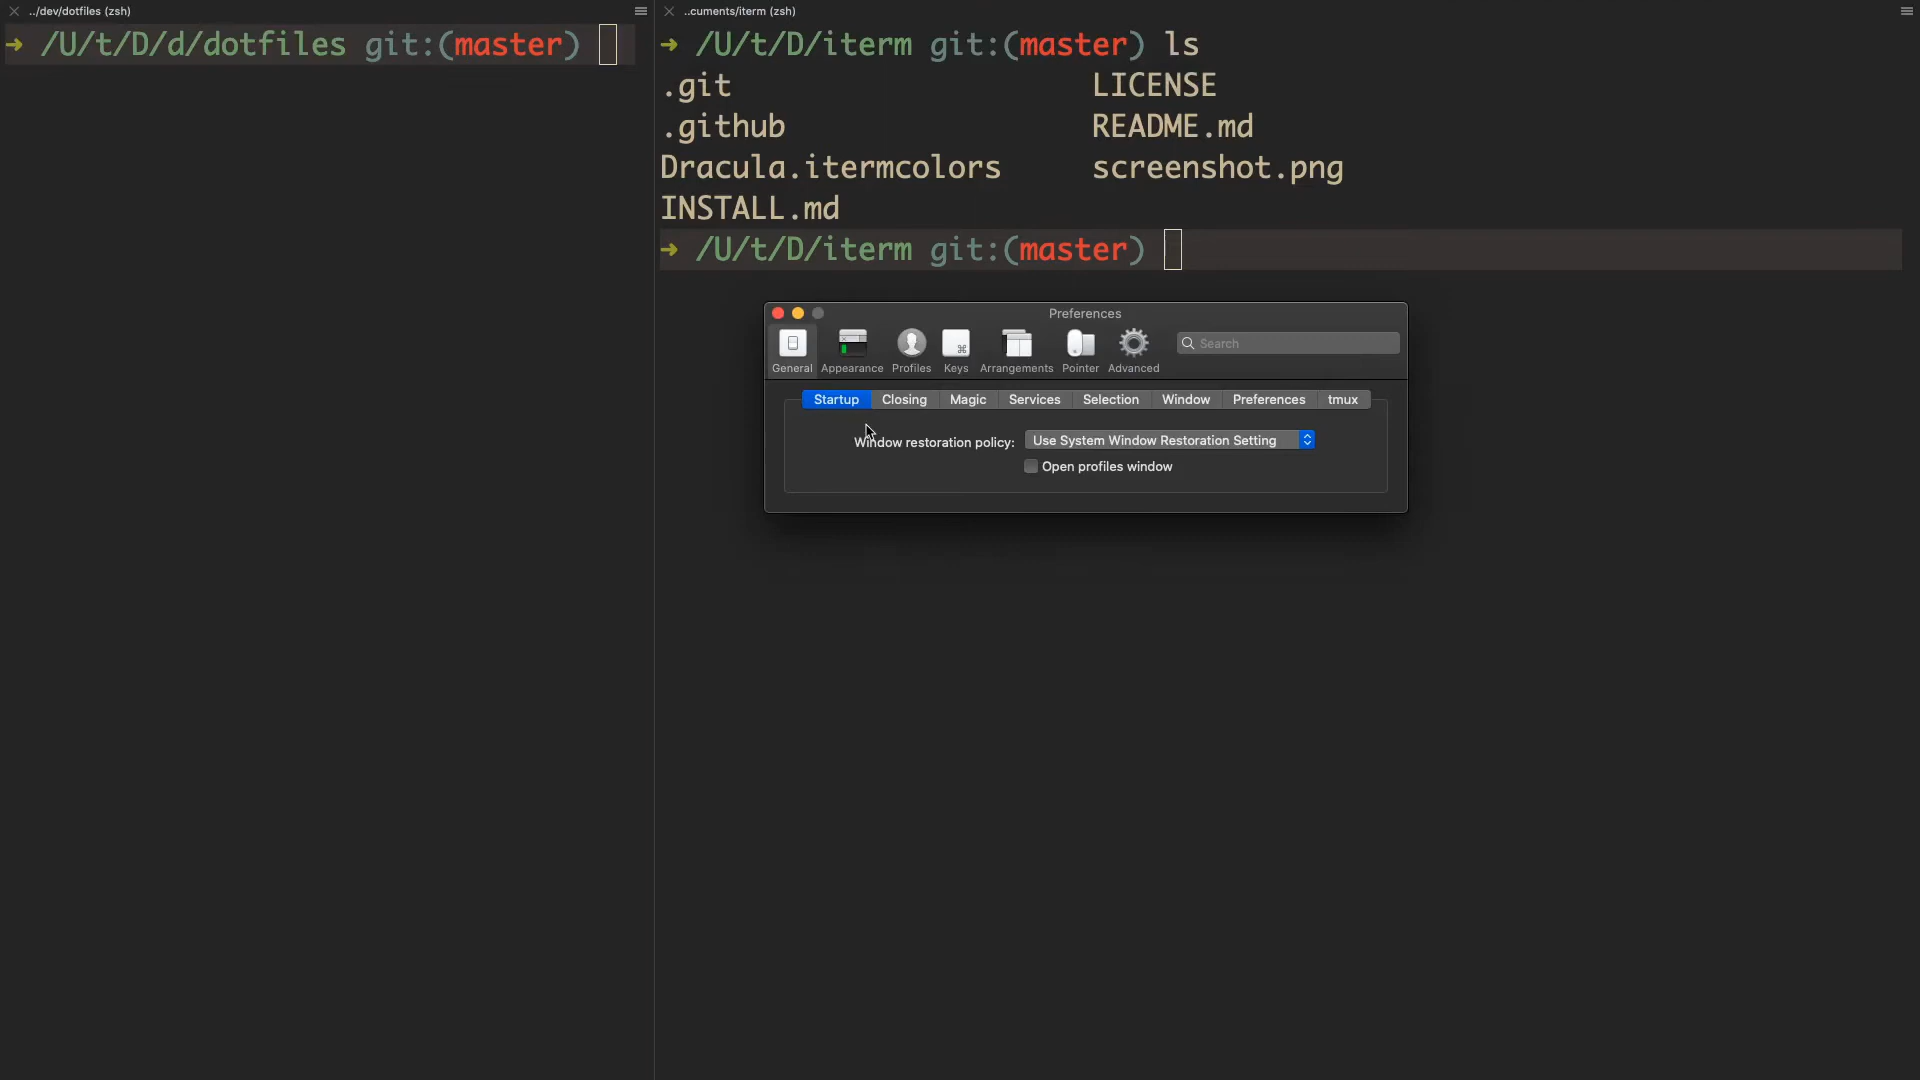 ../dev/dotfiles (zsh)
➜ /U/t/D/d/dotfiles git:(master)
..cuments/iterm (zsh)
➜ /U/t/D/iterm git:(master) ls
.git LICENSE
.github README.md
Dracula.itermcolors screenshot.png
INSTALL.md
➜ /U/t/D/iterm git:(master)
Preferences
General Appearance Profiles Keys Arrangements Pointer Advanced
Search
Startup Closing Magic Services Selection Window Preferences tmux
Window restoration policy: Use System Window Restoration Setting
Open profiles window